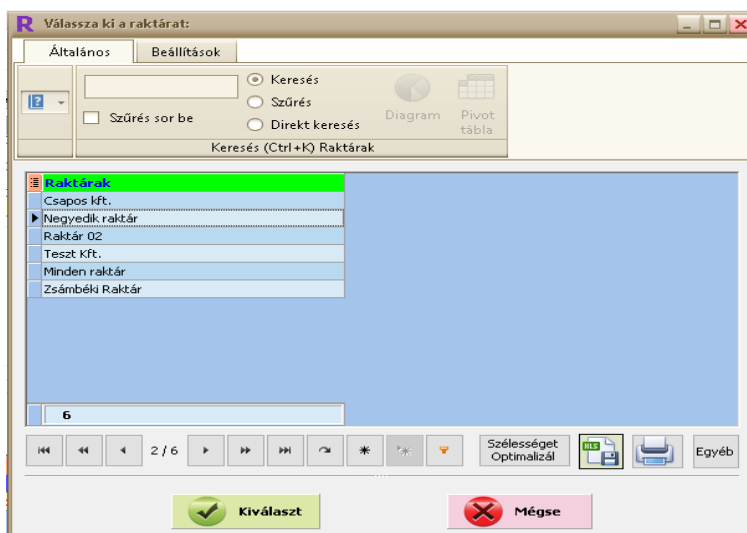 R Válassza ki a raktárat:
Általános Beállítások
Keresés
Szűrés sor be Szűrés
Direkt keresés
Diagram Pivot tábla
Keresés (Ctrl+K) Raktárak
Raktárak
Csapos kft.
Negyedik raktár
Raktár 02
Teszt Kft.
Minden raktár
Zsámbéki Raktár
6
2 / 6 Szélességet Optimalizál XLS Egyéb
Kiválaszt Mégse